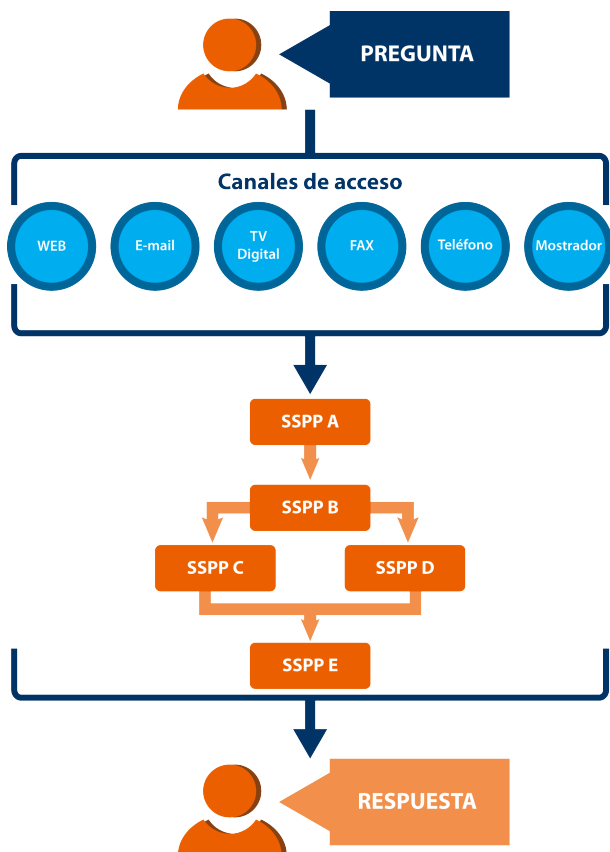 PREGUNTA
Canales de acceso
WEB
E-mail
TV
Digital
FAX
Teléfono
Mostrador
SSPP A
SSPP B
SSPP C
SSPP D
SSPP E
RESPUESTA